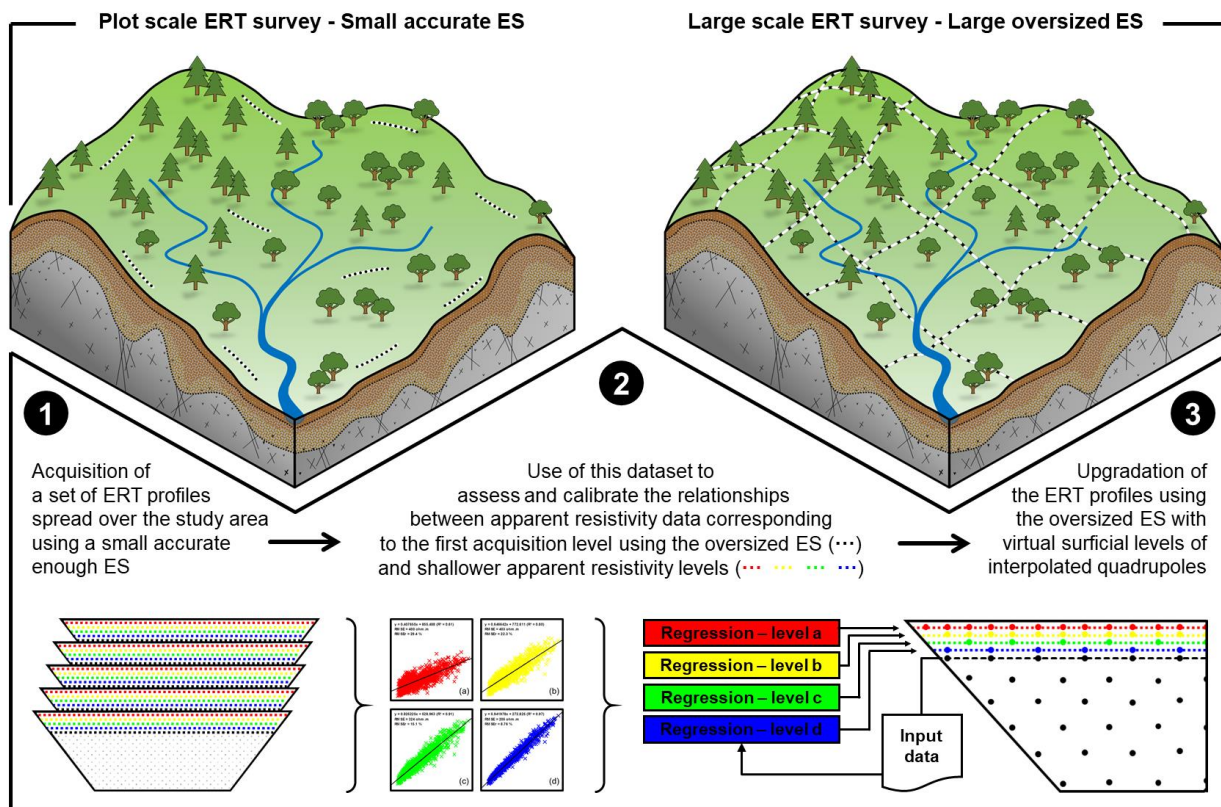 Plot scale ERT survey - Small accurate ES
Large scale ERT survey - Large oversized ES
1
2
3
Acquisition of
a set of ERT profiles
spread over the study area
using a small accurate
enough ES
Use of this dataset to
assess and calibrate the relationships
between apparent resistivity data corresponding
to the first acquisition level using the oversized ES (···)
and shallower apparent resistivity levels (··· ··· ··· ···)
Upgradation of
the ERT profiles using
the oversized ES with
virtual surficial levels of
interpolated quadrupoles
(a)
(b)
(c)
(d)
Regression – level a
Regression – level b
Regression – level c
Regression – level d
Input
data